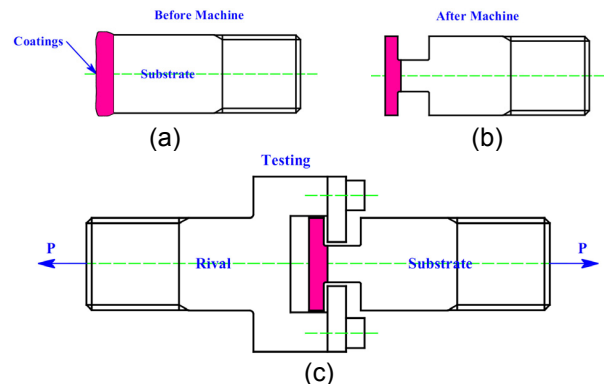 Before Machine
After Machine
Coatings
Substrate
(a)
(b)
Testing
P
Rival
Substrate
P
(c)